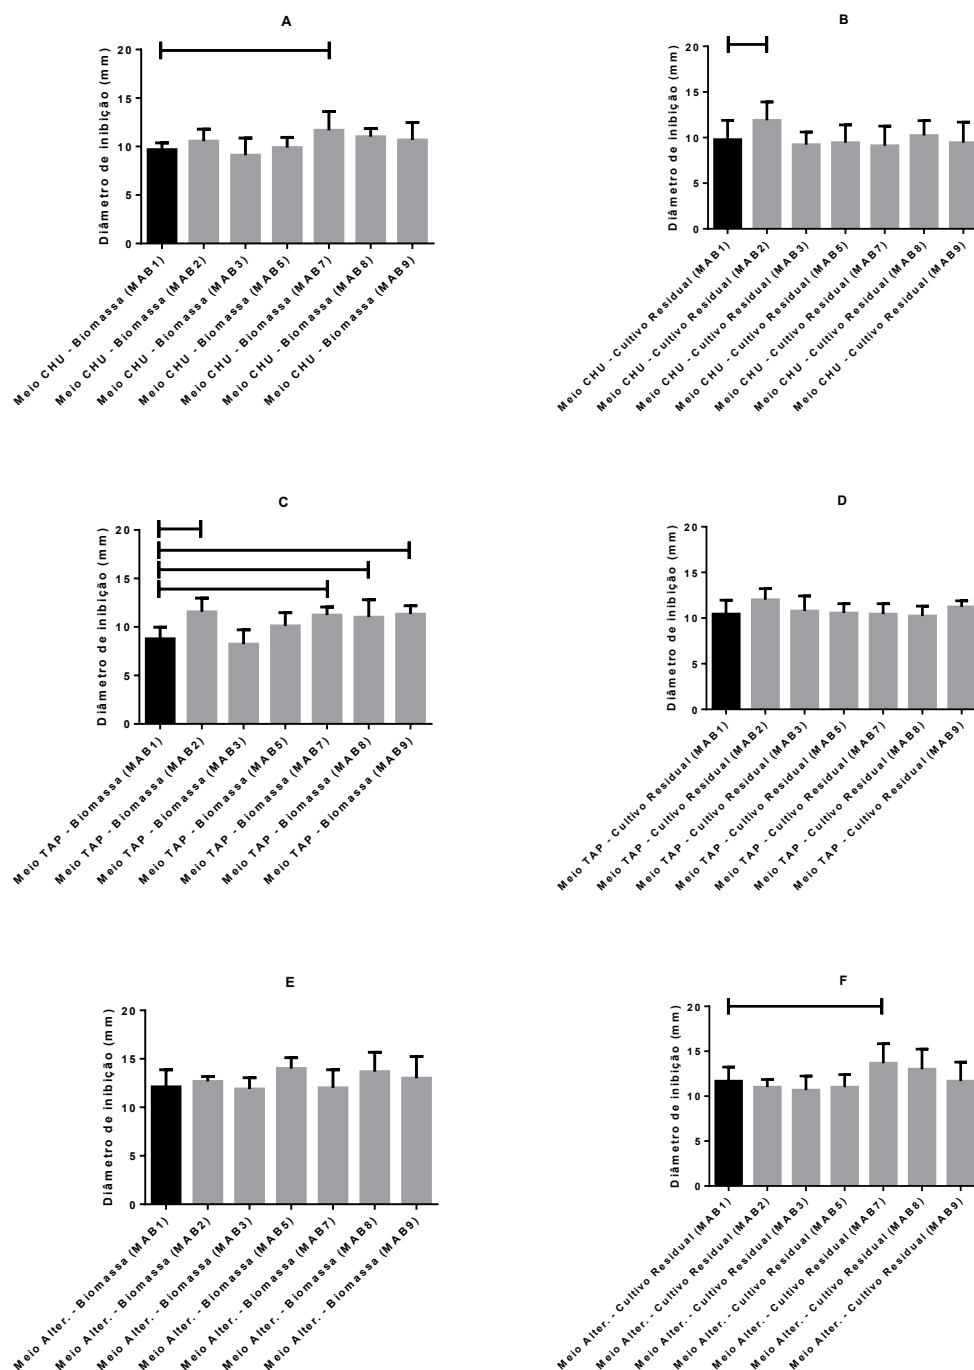 A
Diâmetro de inibição (mm)
20
15
10
5
0
Meio CHU - Biomassa (MAB1)
Meio CHU - Biomassa (MAB2)
Meio CHU - Biomassa (MAB3)
Meio CHU - Biomassa (MAB5)
Meio CHU - Biomassa (MAB7)
Meio CHU - Biomassa (MAB8)
Meio CHU - Biomassa (MAB9)
B
Diâmetro de inibição (mm)
20
15
10
5
0
Meio CHU - Cultivo Residual (MAB1)
Meio CHU - Cultivo Residual (MAB2)
Meio CHU - Cultivo Residual (MAB3)
Meio CHU - Cultivo Residual (MAB5)
Meio CHU - Cultivo Residual (MAB7)
Meio CHU - Cultivo Residual (MAB8)
Meio CHU - Cultivo Residual (MAB9)
C
Diâmetro de inibição (mm)
20
15
10
5
0
Meio TAP - Biomassa (MAB1)
Meio TAP - Biomassa (MAB2)
Meio TAP - Biomassa (MAB3)
Meio TAP - Biomassa (MAB5)
Meio TAP - Biomassa (MAB7)
Meio TAP - Biomassa (MAB8)
Meio TAP - Biomassa (MAB9)
D
Diâmetro de inibição (mm)
20
15
10
5
0
Meio TAP - Cultivo Residual (MAB1)
Meio TAP - Cultivo Residual (MAB2)
Meio TAP - Cultivo Residual (MAB3)
Meio TAP - Cultivo Residual (MAB5)
Meio TAP - Cultivo Residual (MAB7)
Meio TAP - Cultivo Residual (MAB8)
Meio TAP - Cultivo Residual (MAB9)
E
Diâmetro de inibição (mm)
20
15
10
5
0
Meio Alter. - Biomassa (MAB1)
Meio Alter. - Biomassa (MAB2)
Meio Alter. - Biomassa (MAB3)
Meio Alter. - Biomassa (MAB5)
Meio Alter. - Biomassa (MAB7)
Meio Alter. - Biomassa (MAB8)
Meio Alter. - Biomassa (MAB9)
F
Diâmetro de inibição (mm)
20
15
10
5
0
Meio Alter. - Cultivo Residual (MAB1)
Meio Alter. - Cultivo Residual (MAB2)
Meio Alter. - Cultivo Residual (MAB3)
Meio Alter. - Cultivo Residual (MAB5)
Meio Alter. - Cultivo Residual (MAB7)
Meio Alter. - Cultivo Residual (MAB8)
Meio Alter. - Cultivo Residual (MAB9)